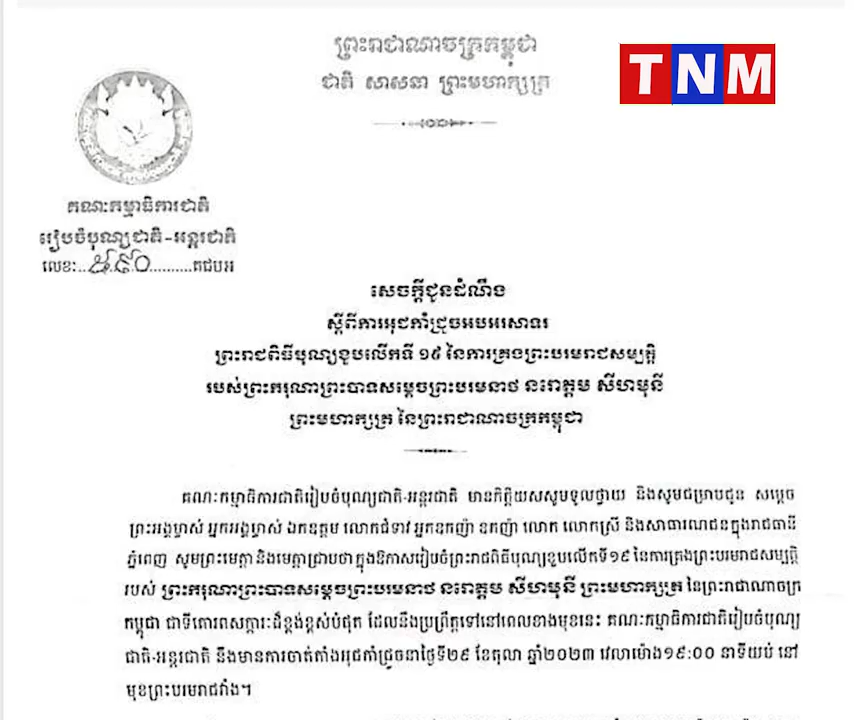 ព្រះរាជាណាចក្រកម្ពុជា
ជាតិ សាសនា ព្រះមហាក្សត្រ
TNM
គណៈកម្មាធិការជាតិ
រៀបចំបុណ្យជាតិ-អន្តរជាតិ
លេខៈ...៥៩០..........គជបអ
សេចក្តីជូនដំណឹង
ស្តីពីការអុជកាំជ្រួចអបអរសាទរ
ព្រះរាជពិធីបុណ្យខួបលើកទី ១៩ នៃការគ្រងព្រះបរមរាជសម្បត្តិ
របស់ព្រះករុណាព្រះបាទសម្តេចព្រះបរមនាថ នរោត្តម សីហមុនី
ព្រះមហាក្សត្រ នៃព្រះរាជាណាចក្រកម្ពុជា
គណៈកម្មាធិការជាតិរៀបចំបុណ្យជាតិ-អន្តរជាតិ មានកិត្តិយសសូមទូលថ្វាយ និងសូមជម្រាបជូន សម្តេច
ព្រះអង្គម្ចាស់ អ្នកអង្គម្ចាស់ ឯកឧត្តម លោកជំទាវ អ្នកឧកញ៉ា ឧកញ៉ា លោក លោកស្រី និងសាធារណជនក្នុងរាជធានី
ភ្នំពេញ សូមព្រះមេត្តា និងមេត្តាជ្រាបថា ក្នុងឱកាសរៀបចំព្រះរាជពិធីបុណ្យខួបលើកទី១៩ នៃការគ្រងព្រះបរមរាជសម្បត្តិ
របស់ ព្រះករុណាព្រះបាទសម្តេចព្រះបរមនាថ នរោត្តម សីហមុនី ព្រះមហាក្សត្រ នៃព្រះរាជាណាចក្រ
កម្ពុជា ជាទីគោរពសក្ការៈដ៏ខ្ពង់ខ្ពស់បំផុត ដែលនឹងប្រព្រឹត្តទៅនៅពេលខាងមុខនេះ គណៈកម្មាធិការជាតិរៀបចំបុណ្យ
ជាតិ-អន្តរជាតិ នឹងមានការចាត់តាំងអុជកាំជ្រួចនាថ្ងៃទី២៩ ខែតុលា ឆ្នាំ២០២៣ វេលាម៉ោង១៩:០០ នាទីយប់ នៅ
មុខព្រះបរមរាជវាំង។